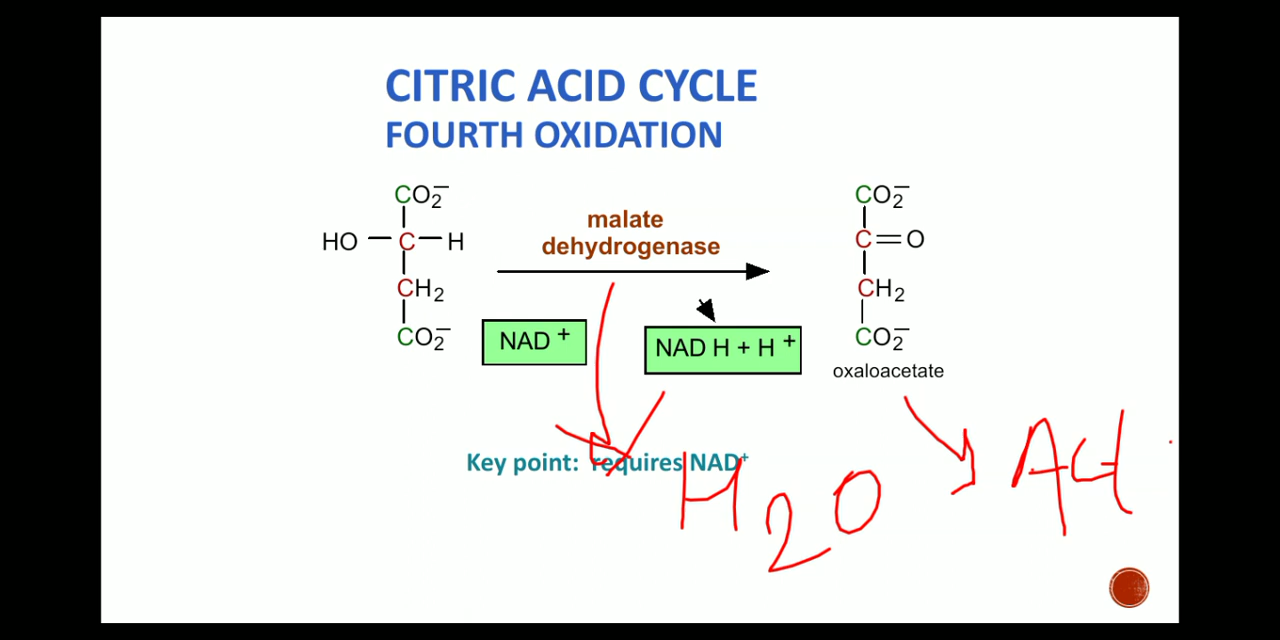 CITRIC ACID CYCLE
FOURTH OXIDATION
CO2−
HO C H
CH2
CO2−
malate
dehydrogenase
NAD +
NAD H + H +
CO2−
C=O
CH2
CO2−
oxaloacetate
Key point: requires NAD+
H2O